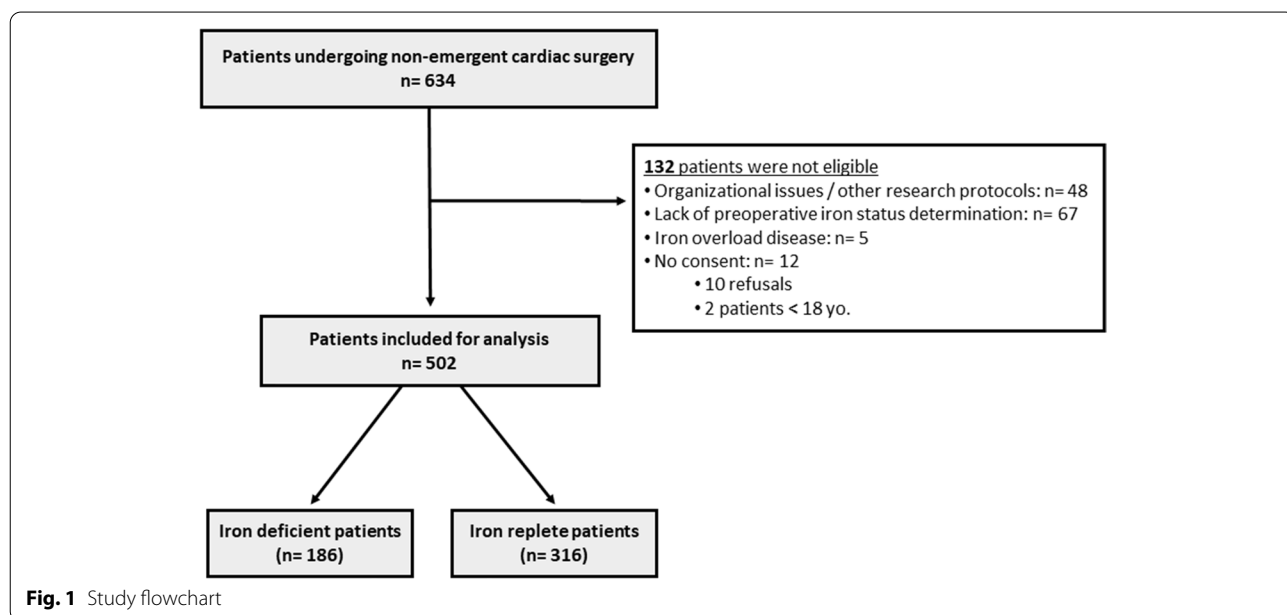 Patients undergoing non-emergent cardiac surgery
n= 634
132 patients were not eligible
• Organizational issues / other research protocols: n= 48
• Lack of preoperative iron status determination: n= 67
• Iron overload disease: n= 5
• No consent: n= 12
• 10 refusals
• 2 patients < 18 yo.
Patients included for analysis
n= 502
Iron deficient patients
(n= 186)
Iron replete patients
(n= 316)
Fig. 1 Study flowchart